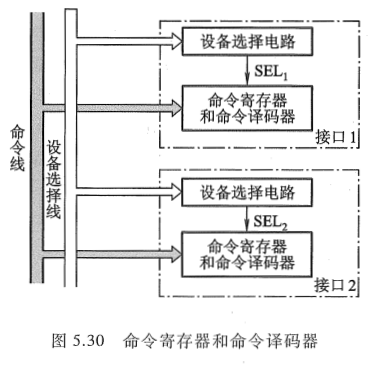 命令线
设备选择线
设备选择电路
SEL₁
命令寄存器
和命令译码器
接口1
设备选择电路
SEL₂
命令寄存器
和命令译码器
接口2
图 5.30 命令寄存器和命令译码器